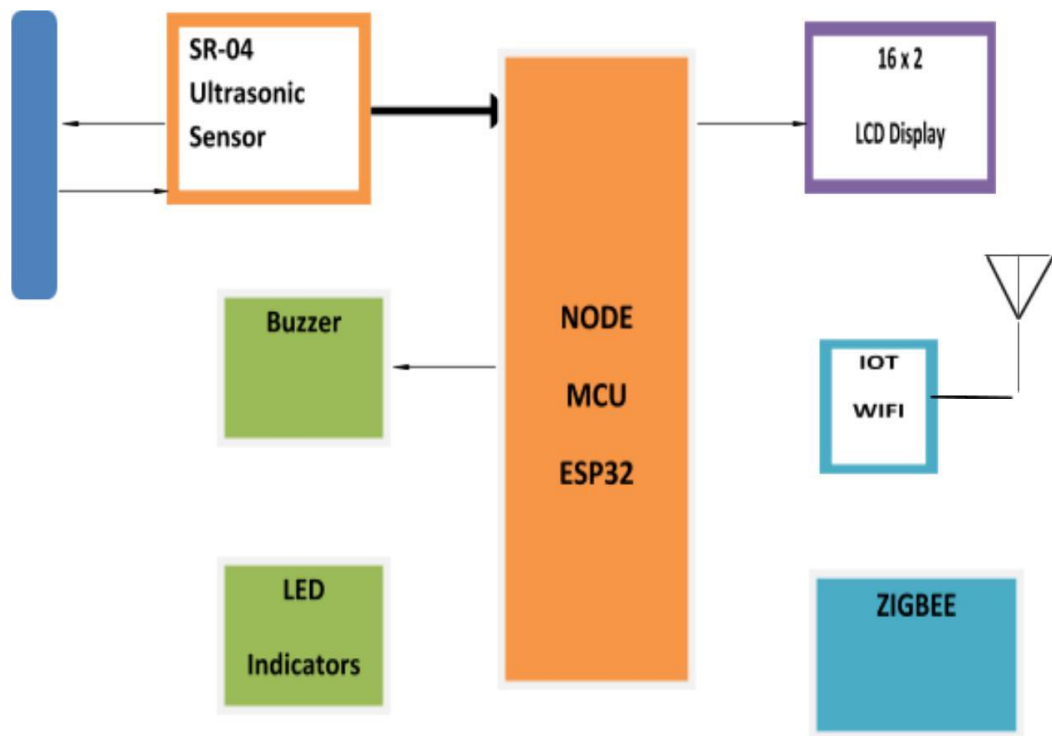 SR-04
Ultrasonic
Sensor
16 x 2
LCD Display
Buzzer
NODE
MCU
ESP32
IOT
WIFI
LED
Indicators
ZIGBEE